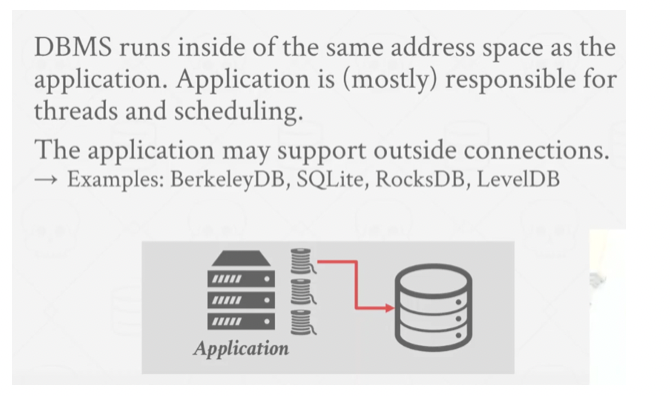 DBMS runs inside of the same address space as the
application. Application is (mostly) responsible for
threads and scheduling.
The application may support outside connections.
→ Examples: BerkeleyDB, SQLite, RocksDB, LevelDB
Application